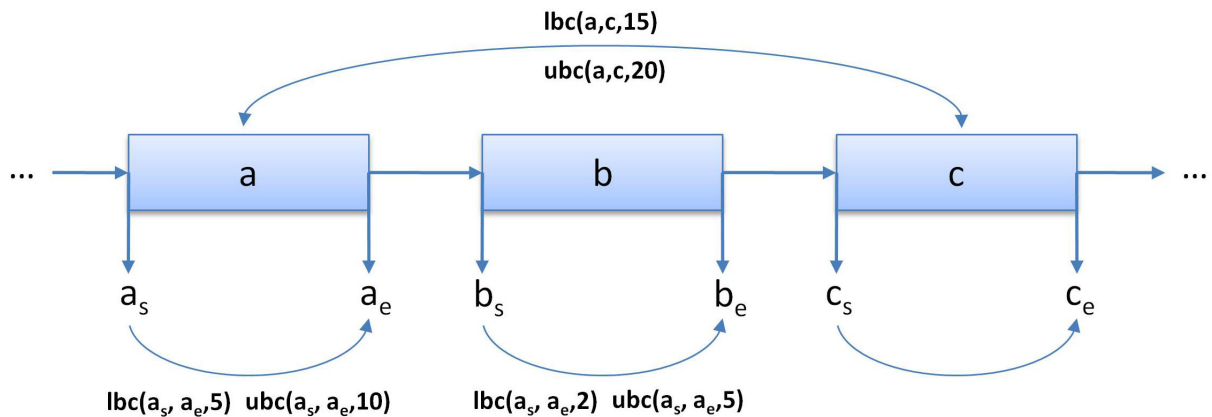 lbc(a,c,15)
ubc(a,c,20)
... a b c ...
aₛ aₑ bₛ bₑ cₛ cₑ
lbc(aₛ, aₑ,5) ubc(aₛ, aₑ,10) lbc(aₛ, aₑ,2) ubc(aₛ, aₑ,5)